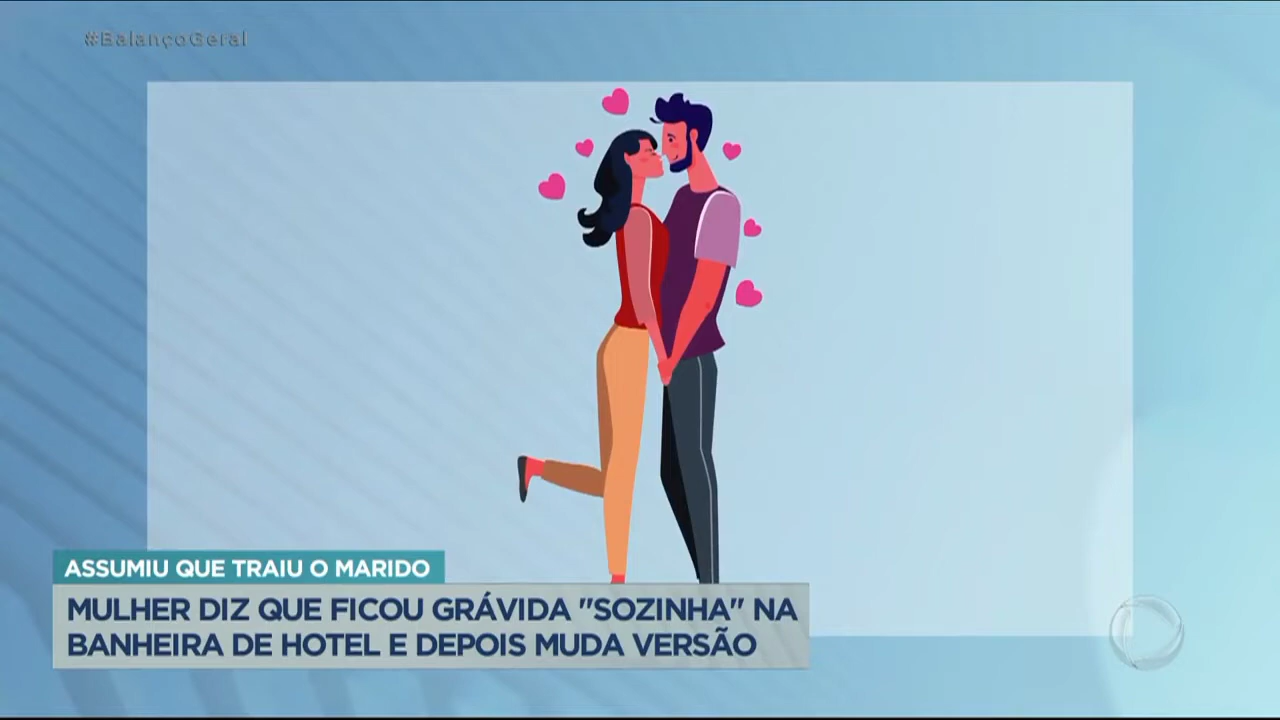 #BalançoGeral
ASSUMIU QUE TRAIU O MARIDO
MULHER DIZ QUE FICOU GRÁVIDA "SOZINHA" NA
BANHEIRA DE HOTEL E DEPOIS MUDA VERSÃO